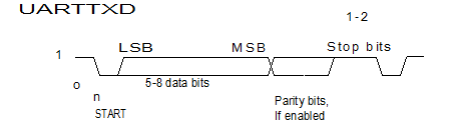 UARTTXD
1-2
LSB
MSB
Stop bits
1
5-8 data bits
o
n
START
Parity bits,
If enabled